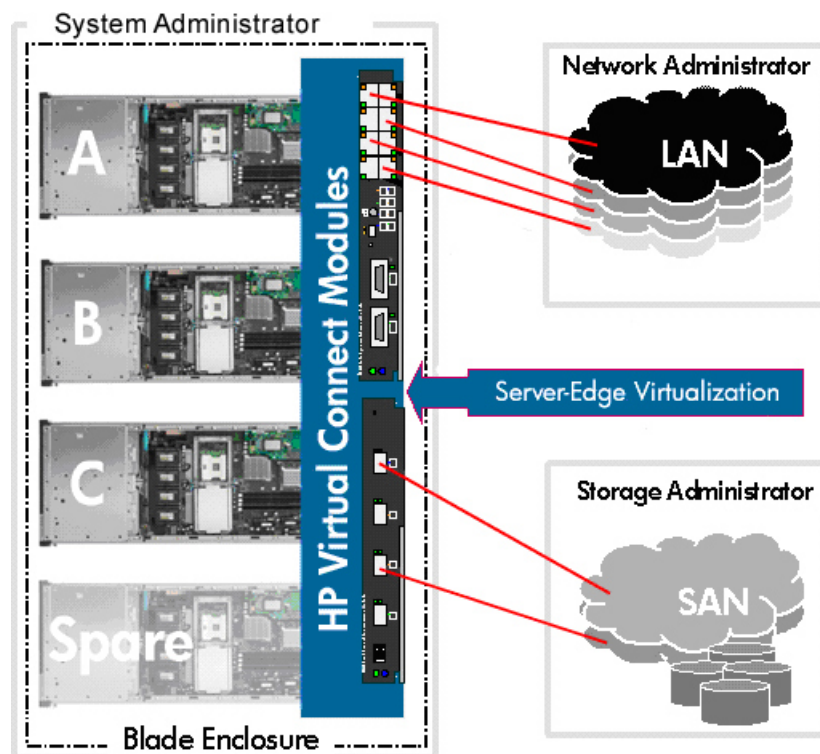 System Administrator
A
B
C
Spare
HP Virtual Connect Modules
Blade Enclosure
Network Administrator
LAN
Server-Edge Virtualization
Storage Administrator
SAN